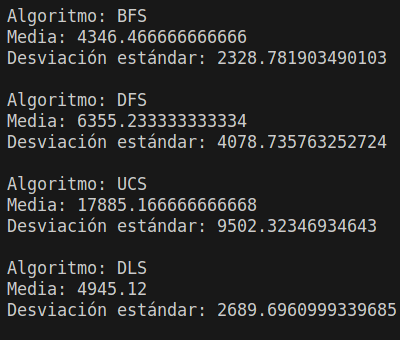 Algoritmo: BFS
Media: 4346.466666666666
Desviación estándar: 2328.781903490103
Algoritmo: DFS
Media: 6355.233333333334
Desviación estándar: 4078.735763252724
Algoritmo: UCS
Media: 17885.166666666668
Desviación estándar: 9502.32346934643
Algoritmo: DLS
Media: 4945.12
Desviación estándar: 2689.6960999339685